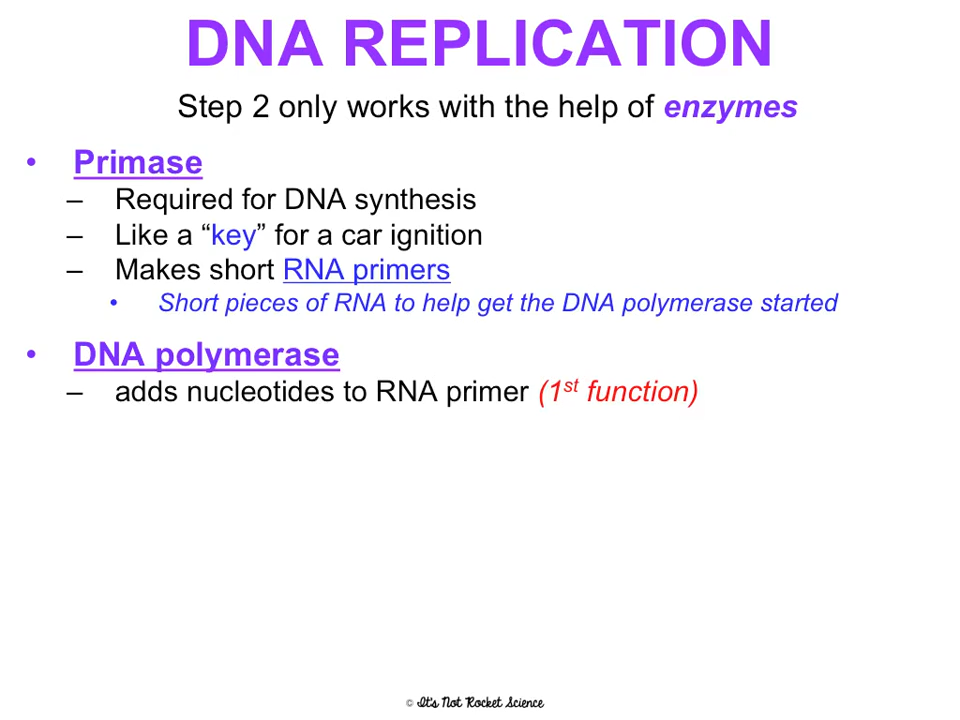 DNA REPLICATION
Step 2 only works with the help of enzymes
• Primase
– Required for DNA synthesis
– Like a “key” for a car ignition
– Makes short RNA primers
• Short pieces of RNA to help get the DNA polymerase started
• DNA polymerase
– adds nucleotides to RNA primer (1st function)
© It's Not Rocket Science